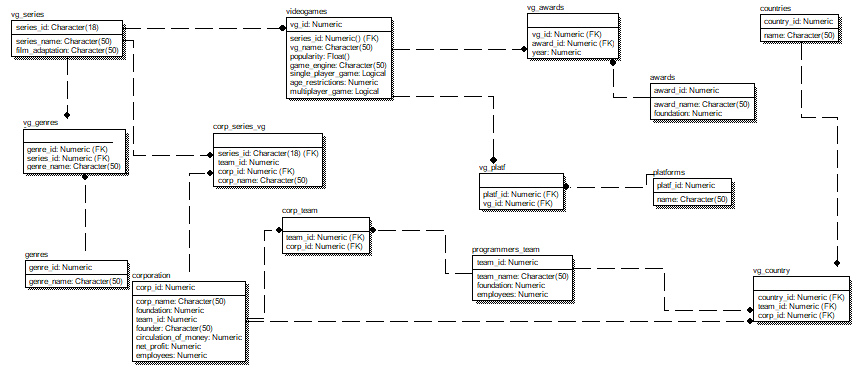 vg_series
series_id: Character(18)
series_name: Character(50)
film_adaptation: Character(50)
videogames
vg_id: Numeric
series_id: Numeric() (FK)
vg_name: Character(50)
popularity: Float()
game_engine: Character(50)
single_player_game: Logical
age_restrictions: Numeric
multiplayer_game: Logical
vg_awards
vg_id: Numeric (FK)
award_id: Numeric (FK)
year: Numeric
countries
country_id: Numeric
name: Character(50)
awards
award_id: Numeric
award_name: Character(50)
foundation: Numeric
vg_genres
genre_id: Numeric (FK)
series_id: Numeric (FK)
genre_name: Character(50)
corp_series_vg
series_id: Character(18) (FK)
team_id: Numeric
corp_id: Numeric (FK)
corp_name: Character(50)
vg_platf
platf_id: Numeric (FK)
vg_id: Numeric (FK)
platforms
platf_id: Numeric
name: Character(50)
corp_team
team_id: Numeric (FK)
corp_id: Numeric (FK)
programmers_team
team_id: Numeric
team_name: Character(50)
foundation: Numeric
employees: Numeric
genres
genre_id: Numeric
genre_name: Character(50)
corporation
corp_id: Numeric
corp_name: Character(50)
foundation: Numeric
team_id: Numeric
founder: Character(50)
circulation_of_money: Numeric
net_profit: Numeric
employees: Numeric
vg_country
country_id: Numeric (FK)
team_id: Numeric (FK)
corp_id: Numeric (FK)